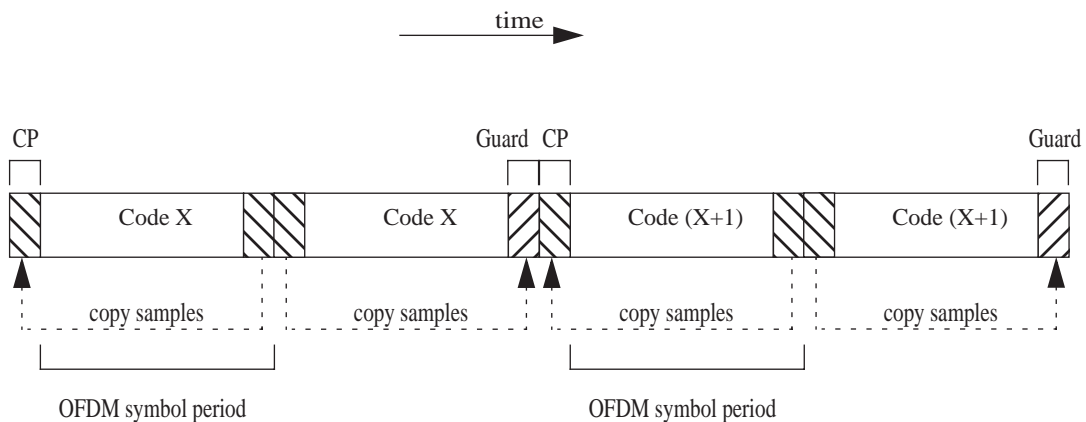 time
CP
Guard CP
Guard
Code X
Code X
Code (X+1)
Code (X+1)
copy samples
copy samples
copy samples
copy samples
OFDM symbol period
OFDM symbol period